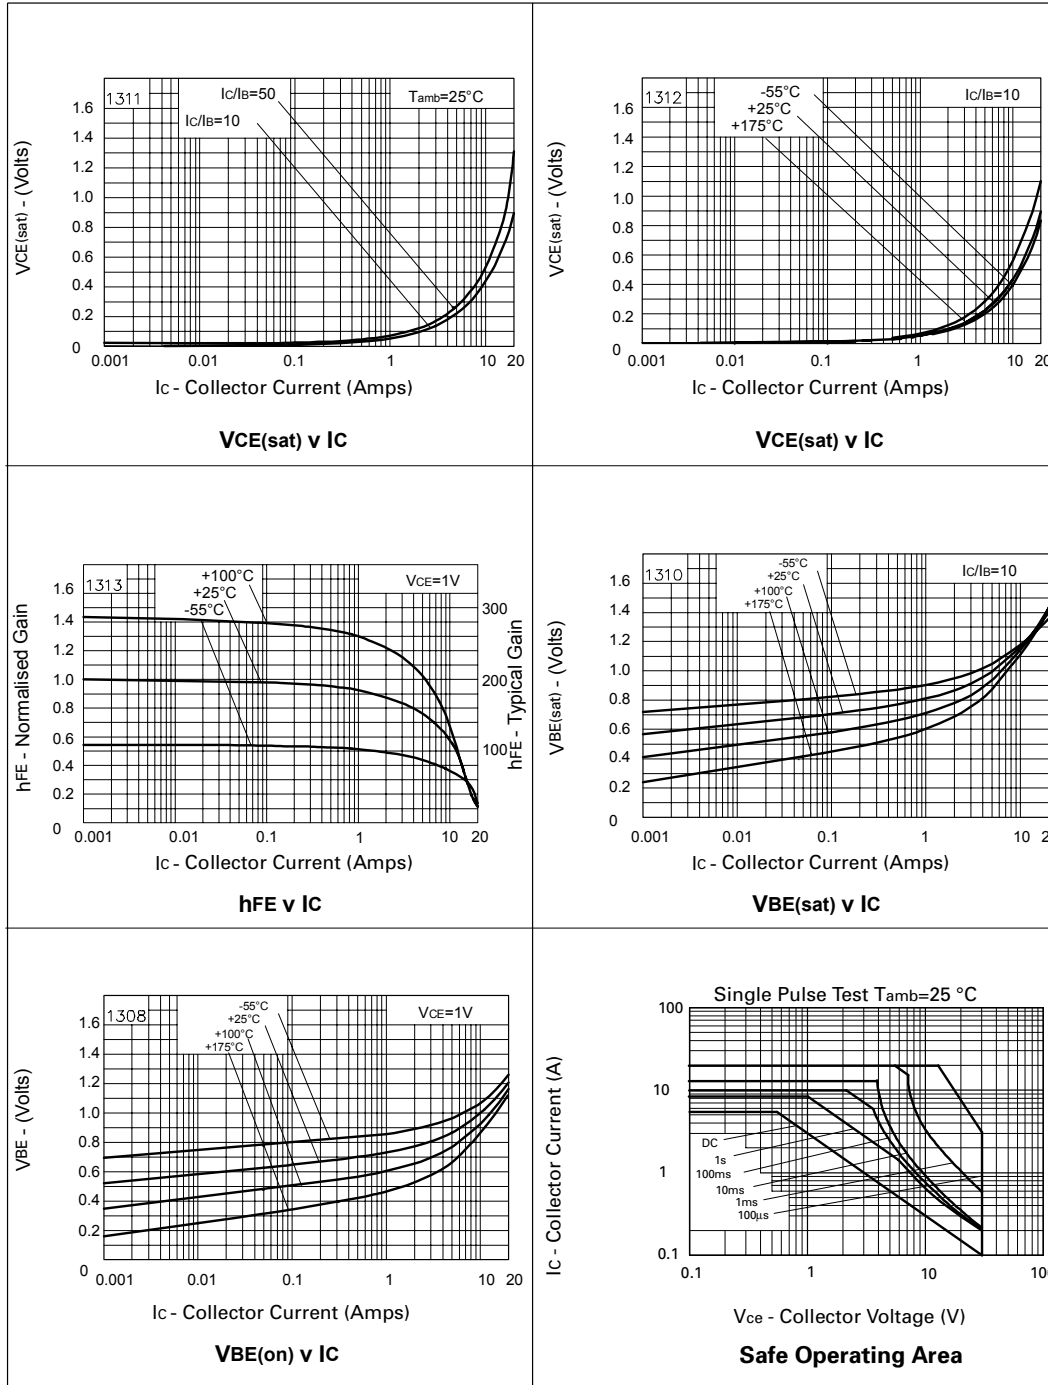 1311
IC/IB=50
IC/IB=10
Tamb=25°C
1.6
1.4
1.2
1.0
0.8
0.6
0.4
0.2
0
VCE(sat) - (Volts)
0.001 0.01 0.1 1 10 20
IC - Collector Current (Amps)
VCE(sat) v IC
1312
-55°C
+25°C
+175°C
IC/IB=10
1.6
1.4
1.2
1.0
0.8
0.6
0.4
0.2
0
VCE(sat) - (Volts)
0.001 0.01 0.1 1 10
IC - Collector Current (Amps)
VCE(sat) v IC
1313
+100°C
+25°C
-55°C
VCE=1V
1.6
1.4
1.2
1.0
0.8
0.6
0.4
0.2
0
hFE - Normalised Gain
300
200
100
hFE - Typical Gain
0.001 0.01 0.1 1 10 20
IC - Collector Current (Amps)
hFE v IC
1310
-55°C
+25°C
+100°C
+175°C
IC/IB=10
1.6
1.4
1.2
1.0
0.8
0.6
0.4
0.2
0
VBE(sat) - (Volts)
0.001 0.01 0.1 1 10
IC - Collector Current (Amps)
VBE(sat) v IC
1308
-55°C
+25°C
+100°C
+175°C
VCE=1V
1.6
1.4
1.2
1.0
0.8
0.6
0.4
0.2
0
VBE - (Volts)
0.001 0.01 0.1 1 10 20
IC - Collector Current (Amps)
VBE(on) v IC
Single Pulse Test Tamb=25 °C
100
10
1
0.1
IC - Collector Current (A)
DC
1s
100ms
10ms
1ms
100µs
0.1 1 10
Vce - Collector Voltage (V)
Safe Operating Area